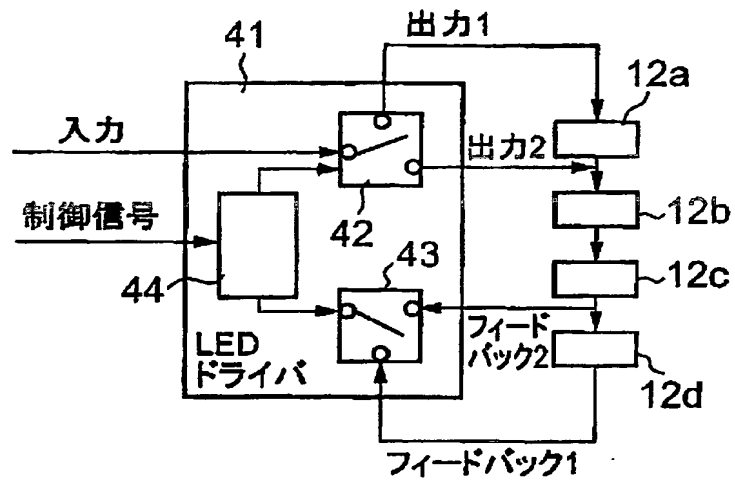 出力1
41
12a
入力
出力2
42
12b
制御信号
43
44
12c
LED
ドライバ
フィード
バック2
12d
フィードバック1